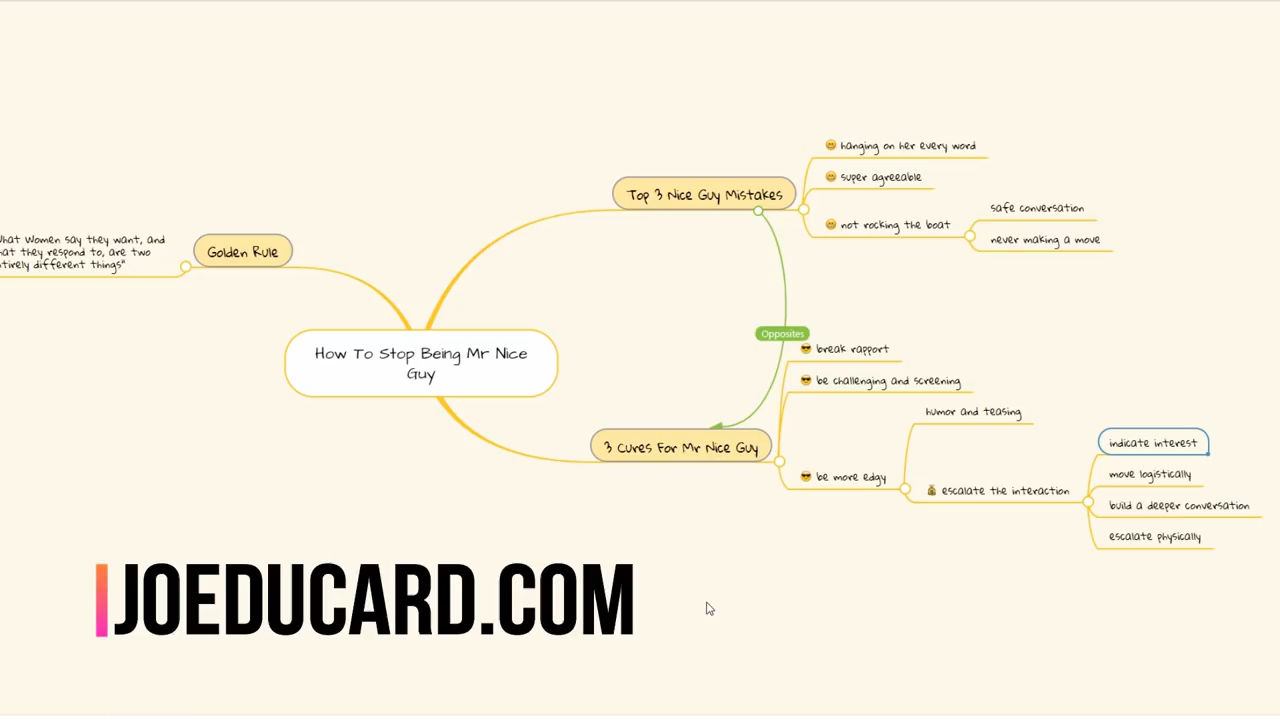 hanging on her every word
super agreeable
Top 3 Nice Guy Mistakes
safe conversation
not rocking the boat
never making a move
What Women say they want, and
they respond to, are two
different things"
Golden Rule
Opposites
How To Stop Being Mr Nice
Guy
break rapport
be challenging and screening
humor and teasing
3 Cures For Mr Nice Guy
indicate interest
be more edgy
move logistically
escalate the interaction
build a deeper conversation
escalate physically
JOEDUCARD.COM